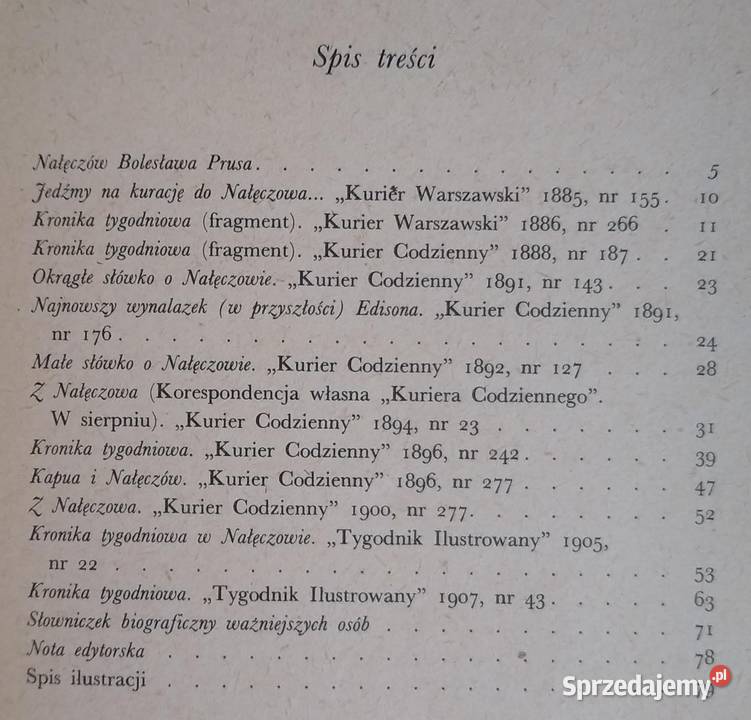 Spis treści
Nałęczów Bolesława Prusa . . . . . . . . . . . . . . . 5
Jedźmy na kurację do Nałęczowa... „Kurier Warszawski” 1885, nr 155. 10
Kronika tygodniowa (fragment). „Kurier Warszawski” 1886, nr 266 . 11
Kronika tygodniowa (fragment). „Kurier Codzienny” 1888, nr 187 . . 21
Okrągłe słówko o Nałęczowie. „Kurier Codzienny” 1891, nr 143 . . . 23
Najnowszy wynalazek (w przyszłości) Edisona. „Kurier Codzienny” 1891,
nr 176 . . . . . . . . . . . . . . . . . . . . 24
Małe słówko o Nałęczowie. „Kurier Codzienny” 1892, nr 127 . . . 28
Z Nałęczowa (Korespondencja własna „Kuriera Codziennego”.
W sierpniu). „Kurier Codzienny” 1894, nr 23 . . . . . . . 31
Kronika tygodniowa. „Kurier Codzienny” 1896, nr 242 . . . . . . 39
Kapua i Nałęczów. „Kurier Codzienny” 1896, nr 277 . . . . . . 47
Z Nałęczowa. „Kurier Codzienny” 1900, nr 277. . . . . . . . 52
Kronika tygodniowa w Nałęczowie. „Tygodnik Ilustrowany” 1905,
nr 22 . . . . . . . . . . . . . . . . . . . . 53
Kronika tygodniowa. „Tygodnik Ilustrowany” 1907, nr 43 . . . . . 63
Słowniczek biograficzny ważniejszych osób . . . . . . . . . . . 71
Nota edytorska . . . . . . . . . . . . . . . . . . 78
Spis ilustracji . . . . . . . . . . . . . . . . . .
Sprzedajemy.pl